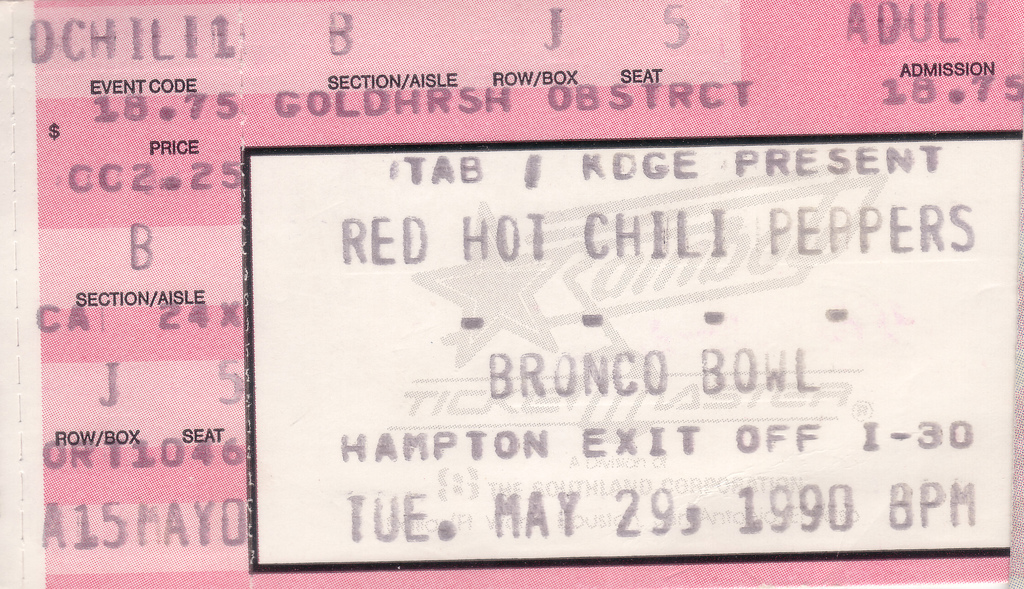 DCHILI1 B J 5 ADULT
EVENT CODE SECTION/AISLE ROW/BOX SEAT ADMISSION
18.75 GOLDHRSH OBSTRCT 18.75
$
PRICE
CC2.25
B
SECTION/AISLE
CA 24X
J 5
ROW/BOX SEAT
ORT1046
A15MAY0
'TAB / KDGE PRESENT
RED HOT CHILI PEPPERS
- - - -
BRONCO BOWL
TICKETMASTER ®
HAMPTON EXIT OFF I-30
A Division of
THE SOUTHLAND CORPORATION
TUE. MAY 29, 1990 8PM